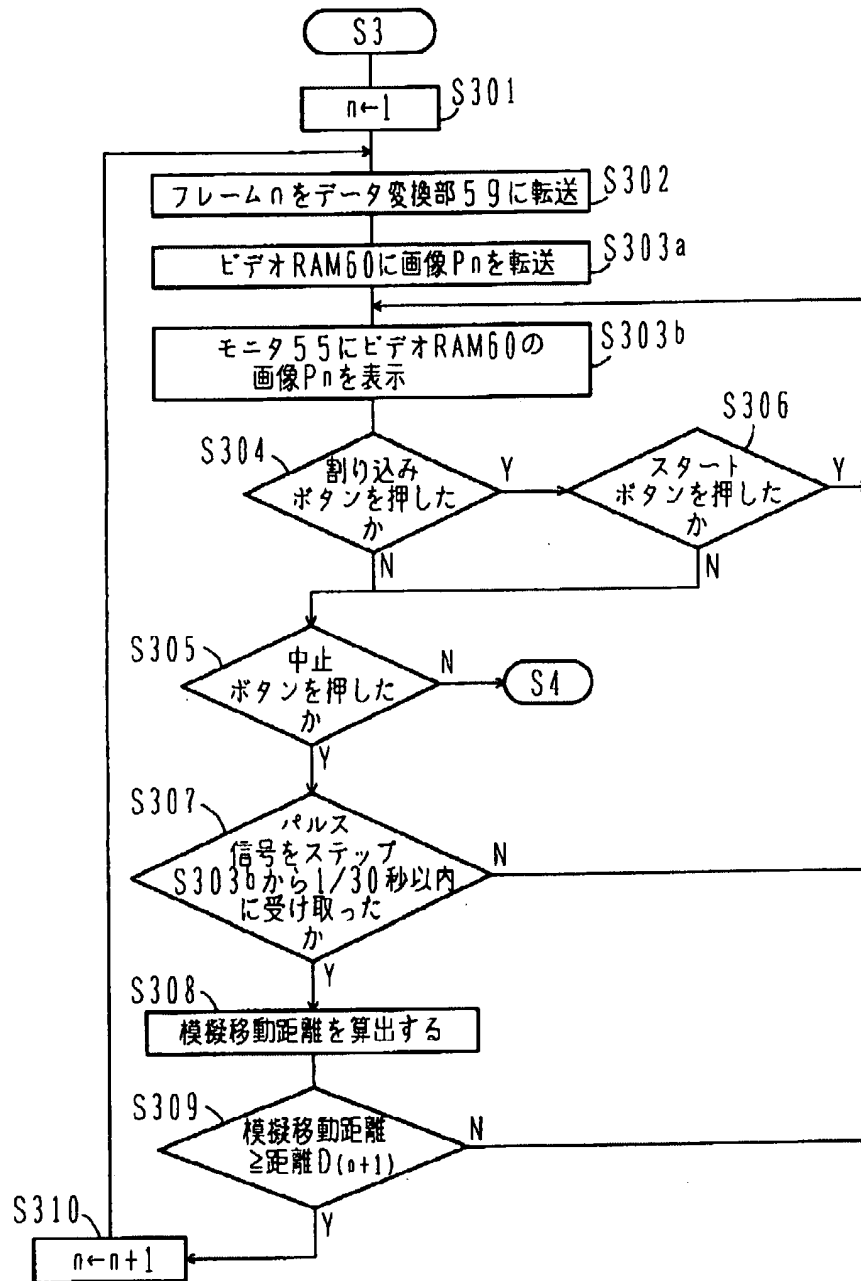 S3
n←1
S301
フレームnをデータ変換部59に転送
S302
ビデオRAM60に画像Pnを転送
S303a
モニタ55にビデオRAM60の
画像Pnを表示
S303b
S304
割り込み
ボタンを押した
か
Y
N
S306
スタート
ボタンを押した
か
Y
N
S305
中止
ボタンを押した
か
N
S4
Y
S307
パルス
信号をステップ
S303bから1/30秒以内
に受け取った
か
N
Y
S308
模擬移動距離を算出する
S309
模擬移動距離
≧距離D(n+1)
N
Y
S310
n←n+1